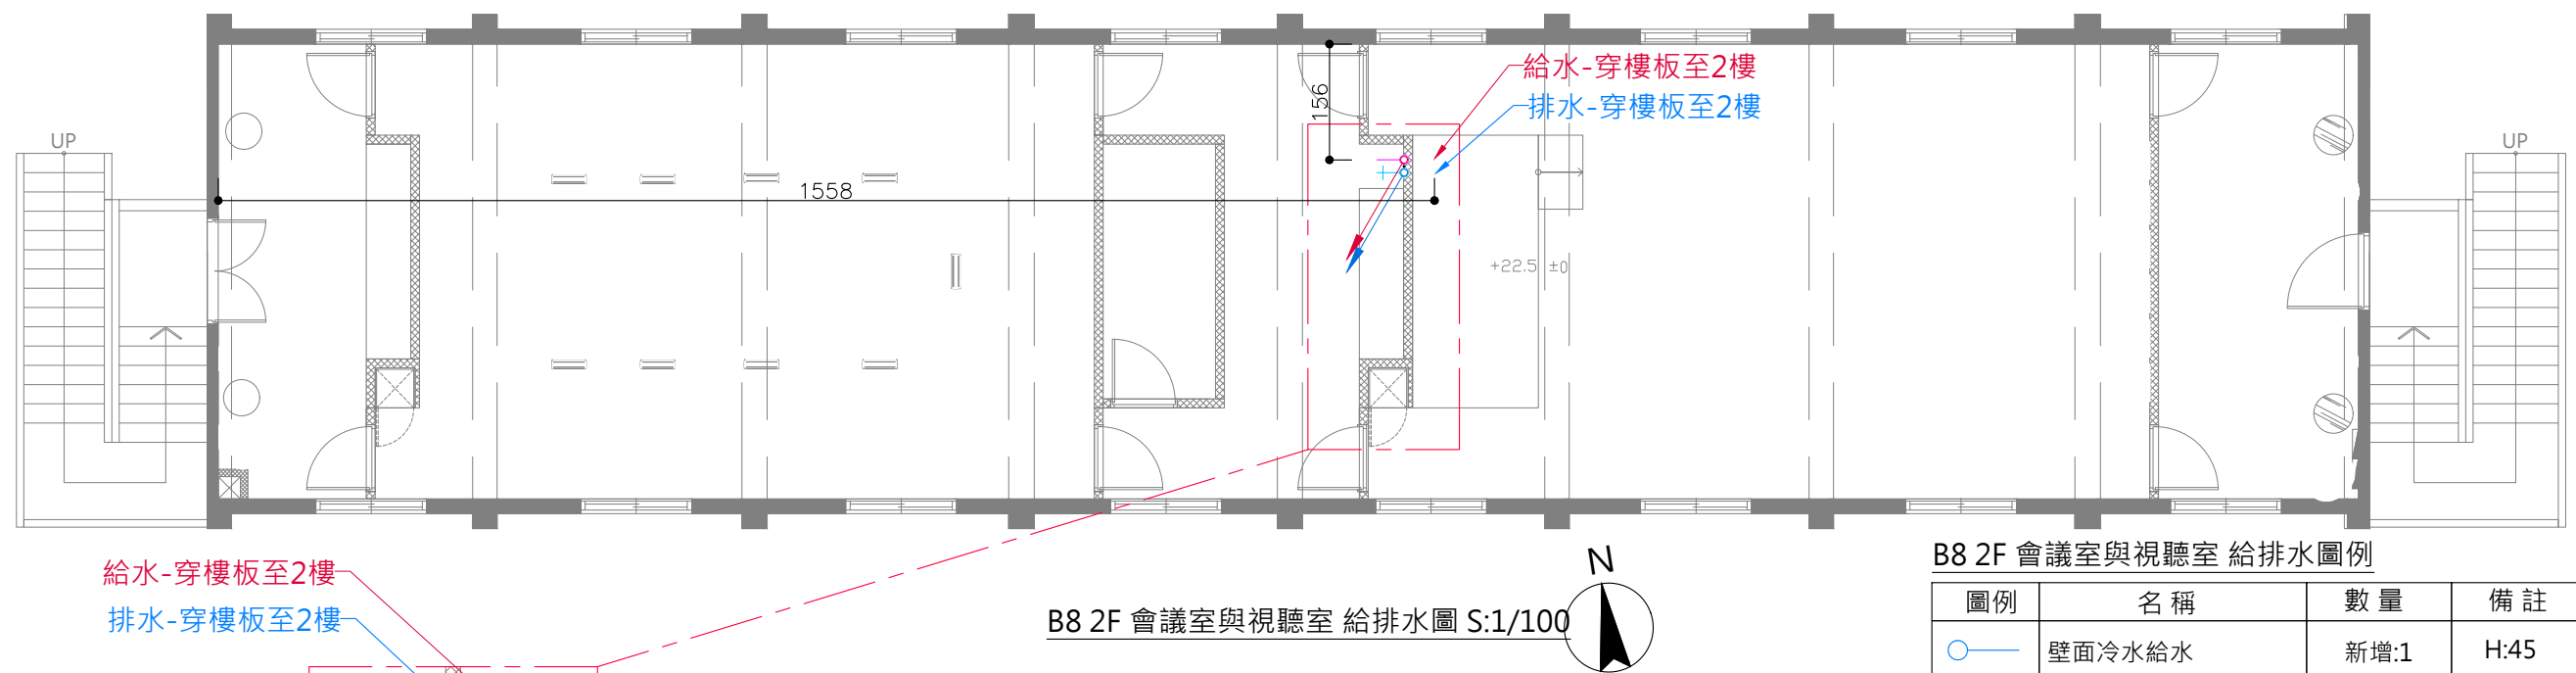 給水-穿樓板至2樓
排水-穿樓板至2樓
156
UP
UP
1558
+22.5 ±0
給水-穿樓板至2樓
排水-穿樓板至2樓
N
B8 2F 會議室與視聽室 給排水圖 S:1/100
B8 2F 會議室與視聽室 給排水圖例
圖例 名稱 數量 備註
壁面冷水給水 新增:1 H:45